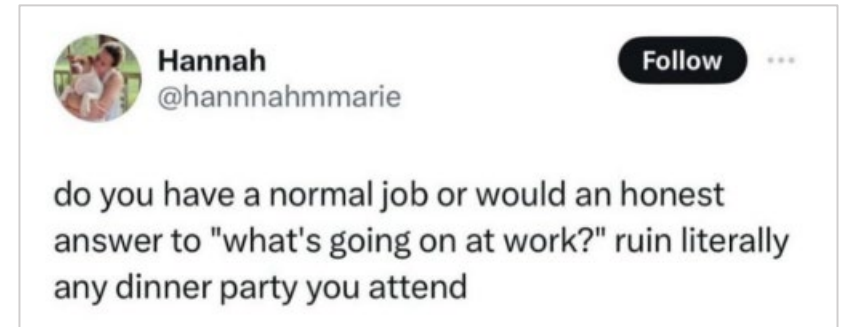 Hannah
Follow
@hannnahmmarie
do you have a normal job or would an honest
answer to "what's going on at work?" ruin literally
any dinner party you attend